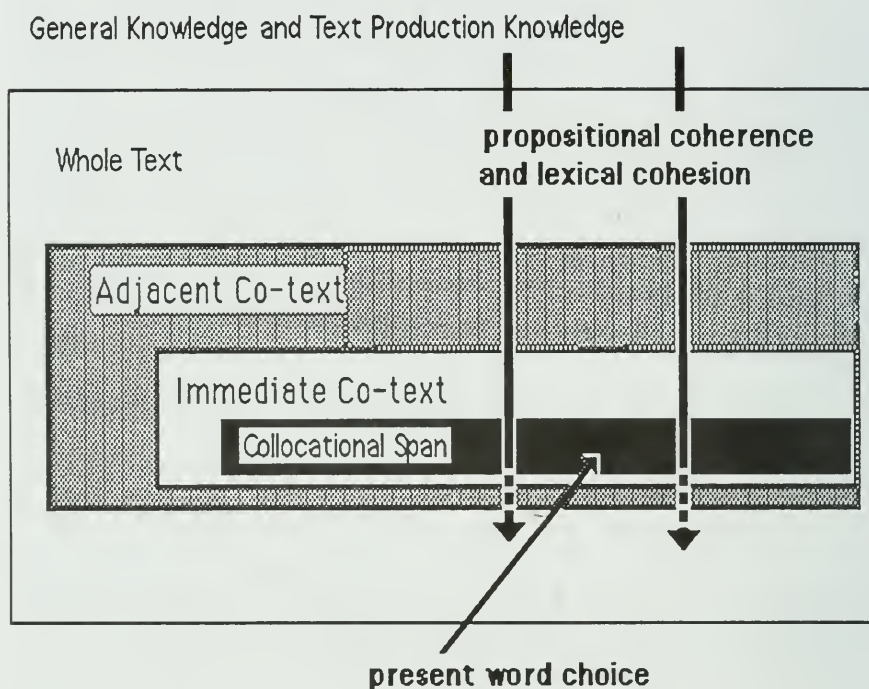 General Knowledge and Text Production Knowledge
propositional coherence
and lexical cohesion
Whole Text
Adjacent Co-text
Immediate Co-text
Collocational Span
present word choice